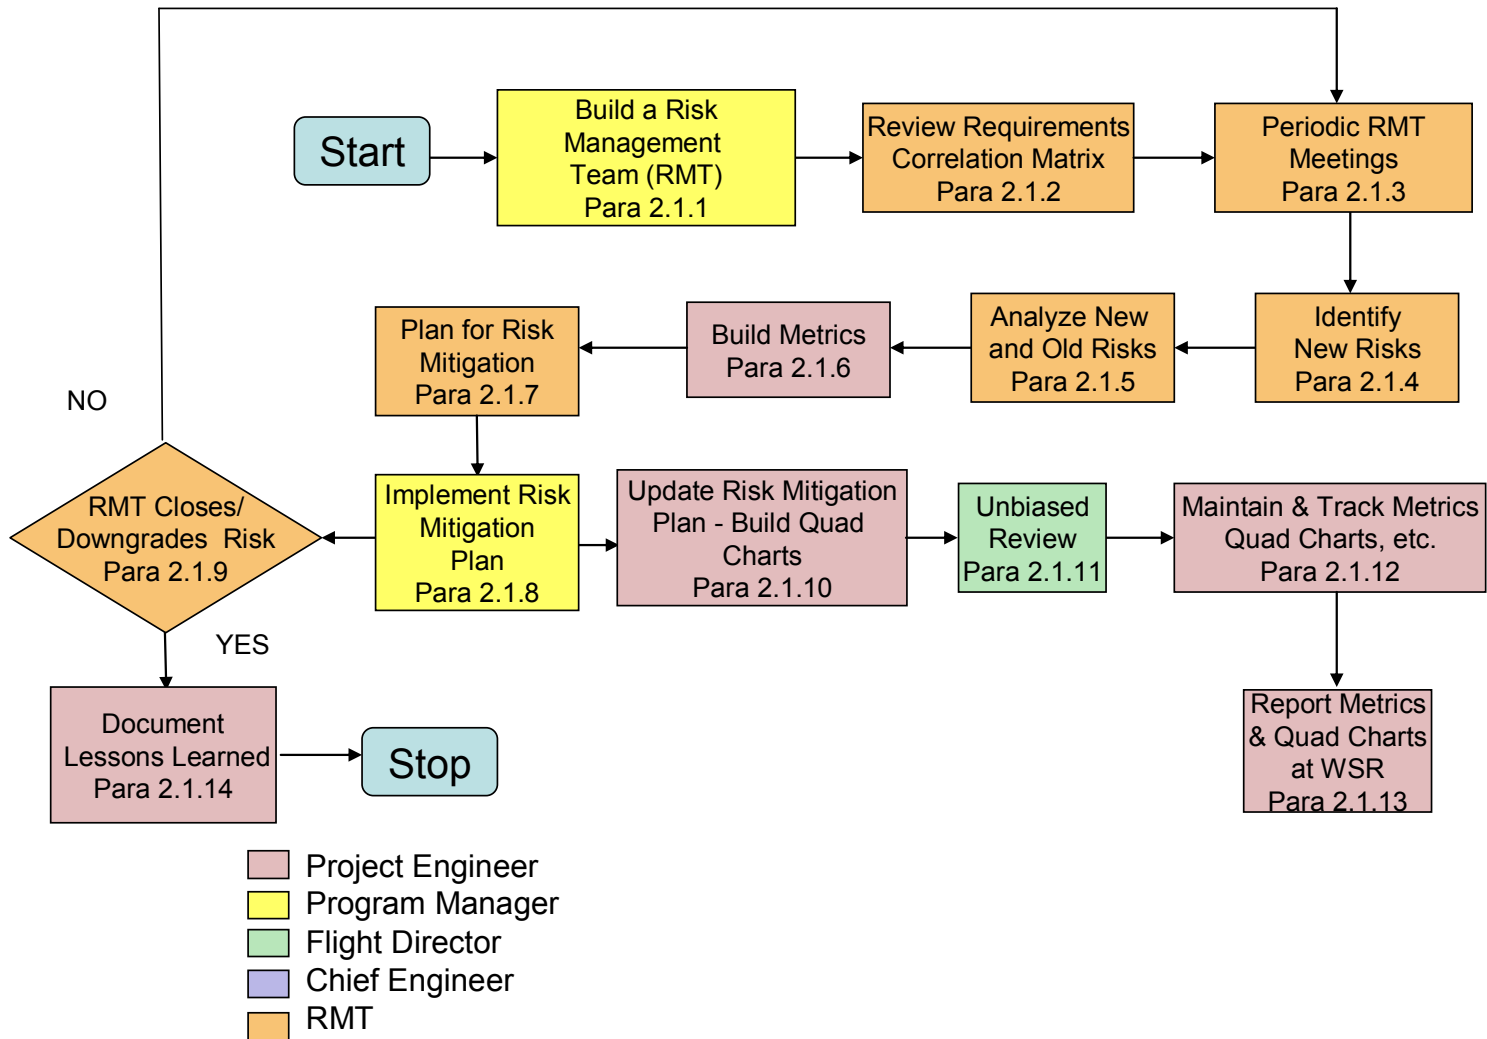 Start
Build a Risk
Management
Team (RMT)
Para 2.1.1
Review Requirements
Correlation Matrix
Para 2.1.2
Periodic RMT
Meetings
Para 2.1.3
Identify
New Risks
Para 2.1.4
Analyze New
and Old Risks
Para 2.1.5
Build Metrics
Para 2.1.6
Plan for Risk
Mitigation
Para 2.1.7
Implement Risk
Mitigation
Plan
Para 2.1.8
NO
RMT Closes/
Downgrades Risk
Para 2.1.9
YES
Update Risk Mitigation
Plan - Build Quad
Charts
Para 2.1.10
Unbiased
Review
Para 2.1.11
Maintain & Track Metrics
Quad Charts, etc.
Para 2.1.12
Report Metrics
& Quad Charts
at WSR
Para 2.1.13
Document
Lessons Learned
Para 2.1.14
Stop
Project Engineer
Program Manager
Flight Director
Chief Engineer
RMT